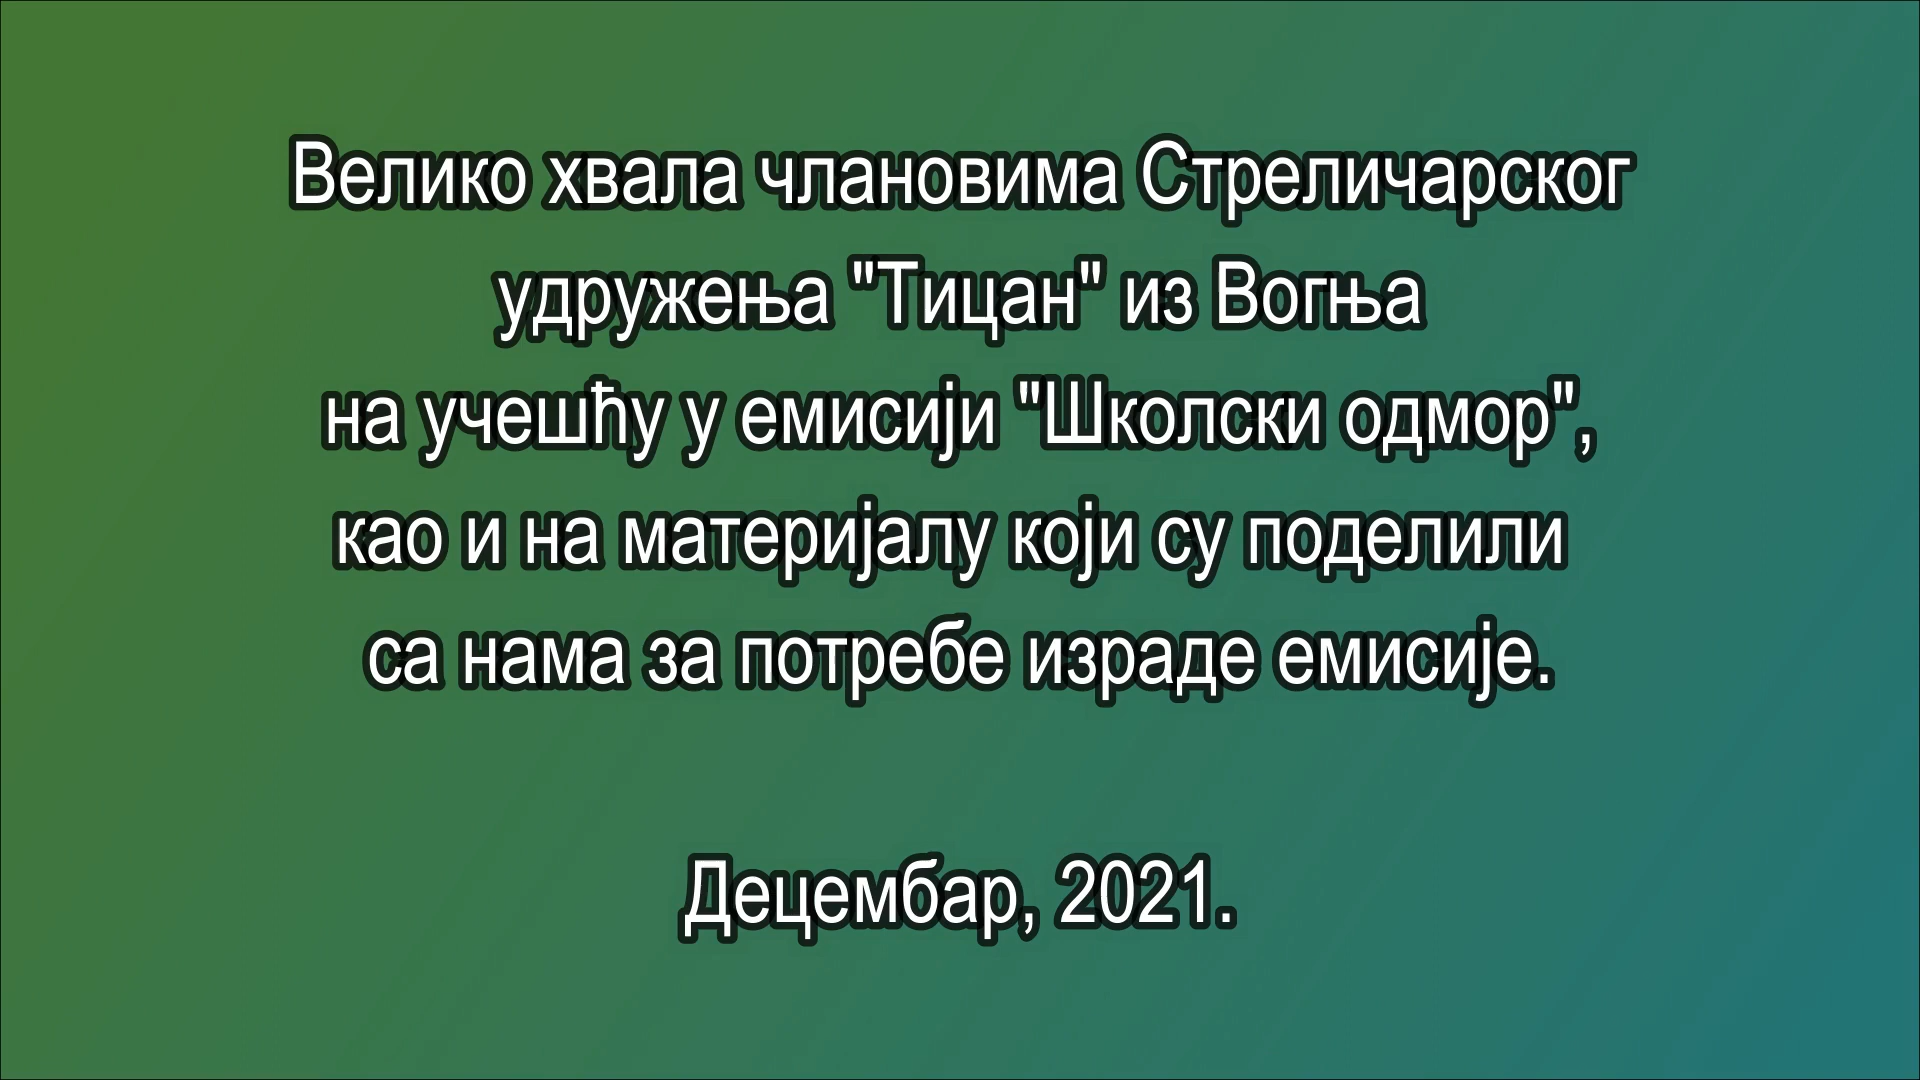 Велико хвала члановима Стреличарског
удружења "Тицан" из Вогња
на учешћу у емисији "Школски одмор",
као и на материјалу који су поделили
са нама за потребе израде емисије.
Децембар, 2021.